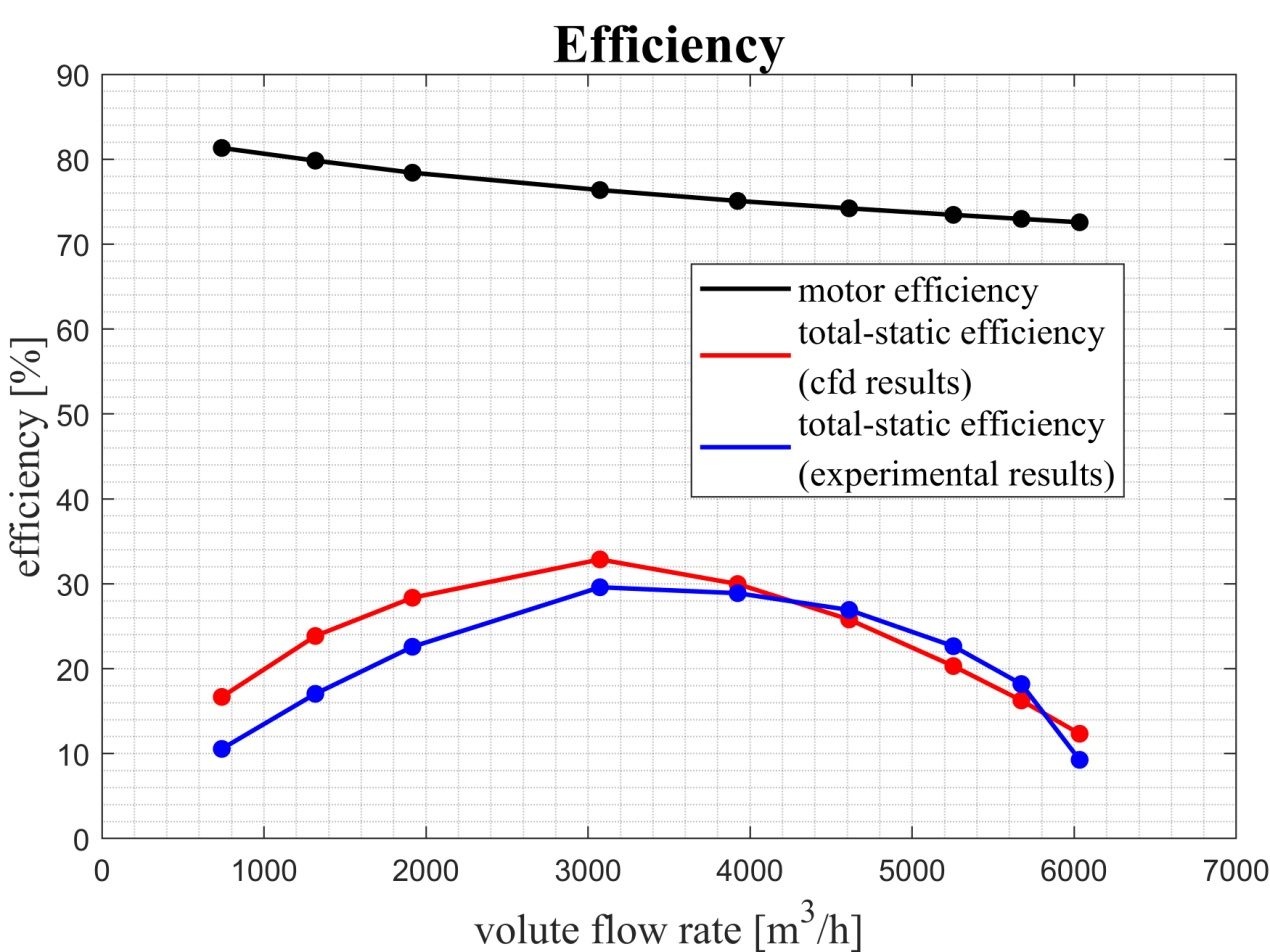 Efficiency
90
80
70
60
50
40
30
20
10
0
efficiency [%]
motor efficiency
total-static efficiency
(cfd results)
total-static efficiency
(experimental results)
0 1000 2000 3000 4000 5000 6000 7000
volute flow rate [m³/h]